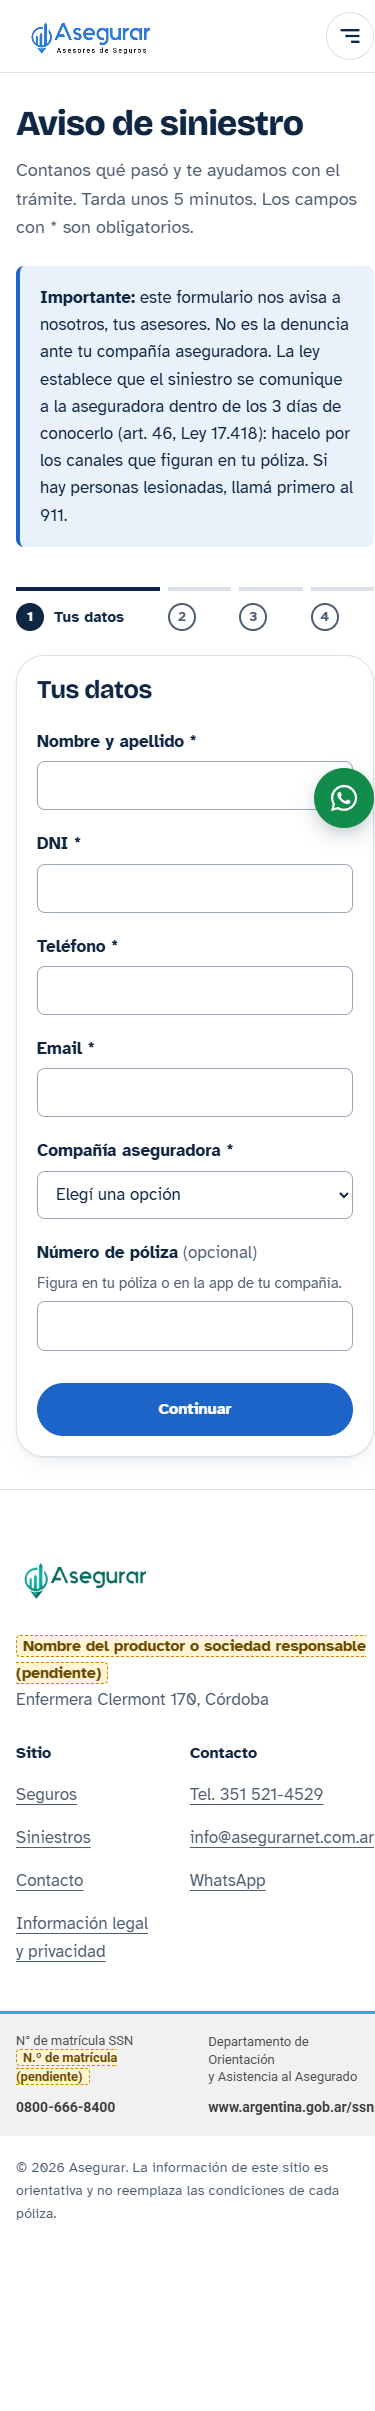 Asegurar
Asesores de Seguros
Aviso de siniestro
Contanos qué pasó y te ayudamos con el
trámite. Tarda unos 5 minutos. Los campos
con * son obligatorios.
Importante: este formulario nos avisa a
nosotros, tus asesores. No es la denuncia
ante tu compañía aseguradora. La ley
establece que el siniestro se comunique
a la aseguradora dentro de los 3 días de
conocerlo (art. 46, Ley 17.418): hacelo por
los canales que figuran en tu póliza. Si
hay personas lesionadas, llamá primero al
911.
1 Tus datos 2 3 4
Tus datos
Nombre y apellido *
DNI *
Teléfono *
Email *
Compañía aseguradora *
Elegí una opción
Número de póliza (opcional)
Figura en tu póliza o en la app de tu compañía.
Continuar
Asegurar
Nombre del productor o sociedad responsable
(pendiente)
Enfermera Clermont 170, Córdoba
Sitio
Seguros
Siniestros
Contacto
Información legal
y privacidad
Contacto
Tel. 351 521-4529
info@asegurarnet.com.ar
WhatsApp
N° de matrícula SSN
N.º de matrícula
(pendiente)
0800-666-8400
Departamento de
Orientación
y Asistencia al Asegurado
www.argentina.gob.ar/ssn
© 2026 Asegurar. La información de este sitio es
orientativa y no reemplaza las condiciones de cada
póliza.